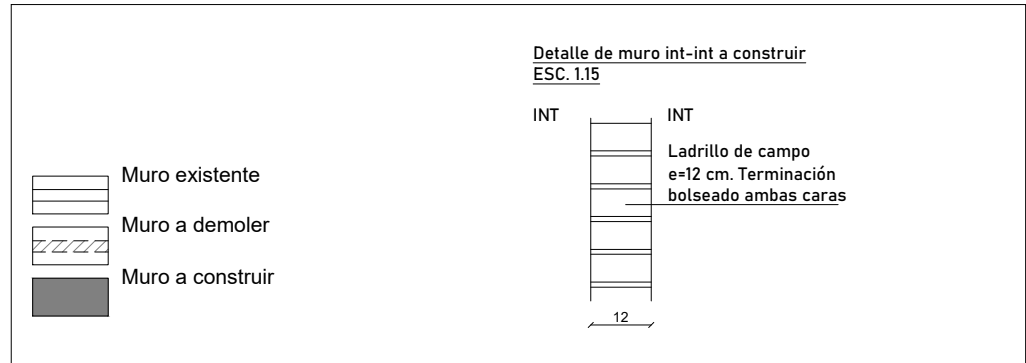 Detalle de muro int-int a construir
ESC. 1.15
INT
INT
Ladrillo de campo
e=12 cm. Terminación
bolseado ambas caras
12
Muro existente
Muro a demoler
Muro a construir